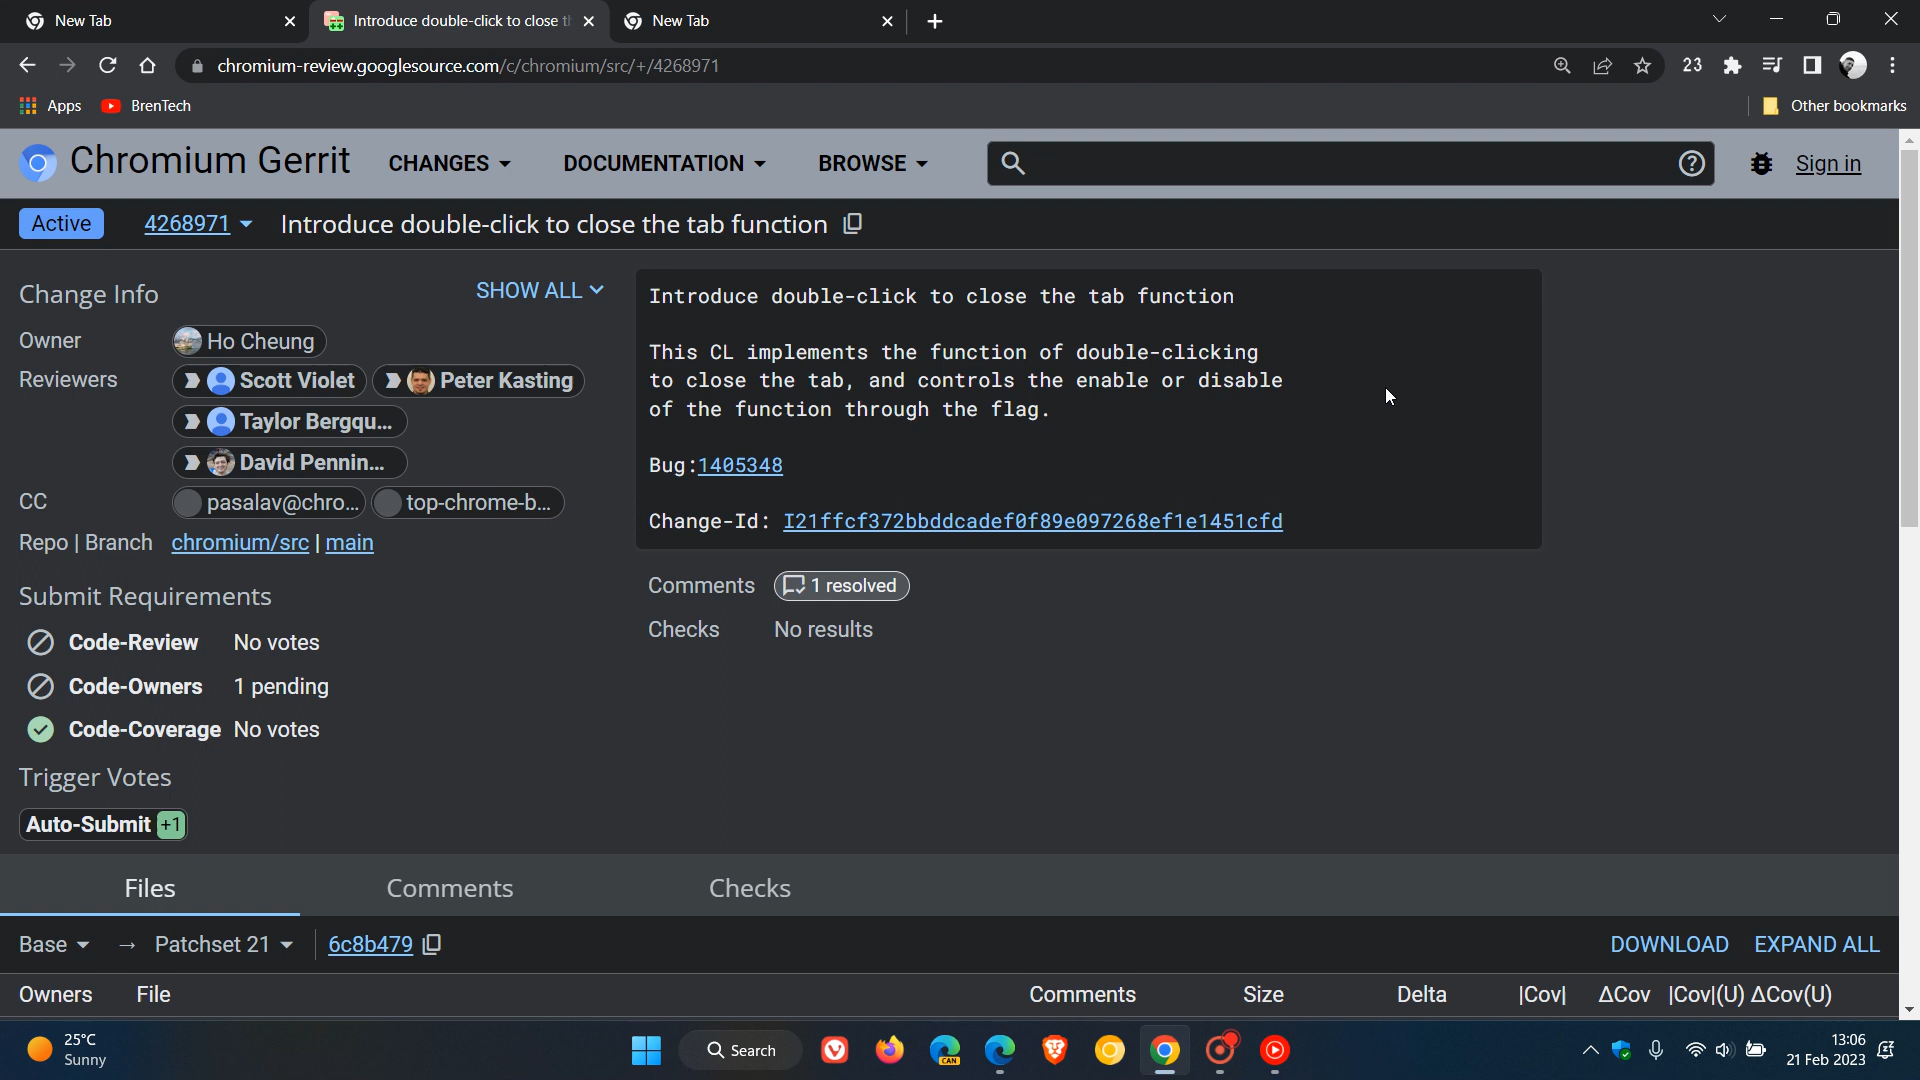 New Tab
Introduce double-click to close th
New Tab
chromium-review.googlesource.com/c/chromium/src/+/4268971
23
Apps
BrenTech
Other bookmarks
Chromium Gerrit
CHANGES
DOCUMENTATION
BROWSE
Sign in
Active
4268971
Introduce double-click to close the tab function
Change Info
SHOW ALL
Owner
Ho Cheung
Reviewers
Scott Violet
Peter Kasting
Taylor Bergqu...
David Pennin...
CC
pasalav@chro...
top-chrome-b...
Repo | Branch
chromium/src | main
Submit Requirements
Code-Review No votes
Code-Owners 1 pending
Code-Coverage No votes
Trigger Votes
Auto-Submit +1
Introduce double-click to close the tab function
This CL implements the function of double-clicking
to close the tab, and controls the enable or disable
of the function through the flag.
Bug:1405348
Change-Id: I21ffcf372bbddcadef0f89e097268ef1e1451cfd
Comments
1 resolved
Checks
No results
Files
Comments
Checks
Base → Patchset 21
6c8b479
DOWNLOAD
EXPAND ALL
Owners
File
Comments
Size
Delta
|Cov|
ΔCov
|Cov|(U)
ΔCov(U)
25°C
Sunny
Search
CAN
13:06
21 Feb 2023